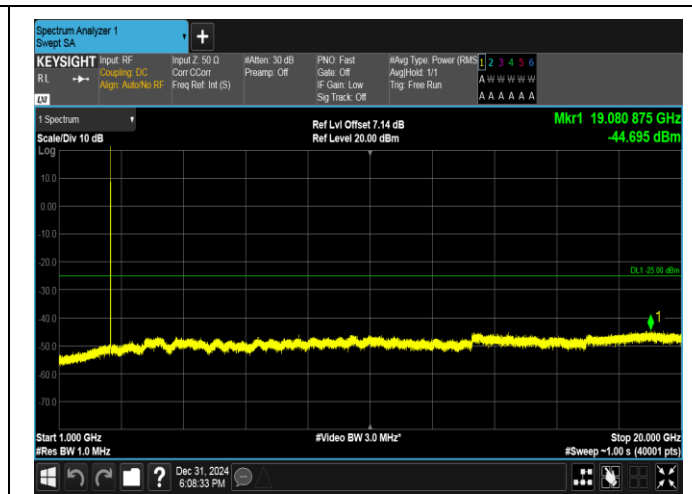 Spectrum Analyzer 1
Swept SA
+
KEYSIGHT Input: RF Input Z: 50 Ω #Atten: 30 dB PNO: Fast #Avg Type: Power (RMS 1 2 3 4 5 6
RL Coupling: DC Corr CCorr Preamp: Off Gate: Off Avg|Hold: 1/1 A W W W W W
Align: Auto/No RF Freq Ref: Int (S) IF Gain: Low Trig: Free Run
LXI Sig Track: Off A A A A A A
1 Spectrum Ref Lvl Offset 7.14 dB Mkr1 19.080 875 GHz
Scale/Div 10 dB Ref Level 20.00 dBm -44.695 dBm
Log
10.0
0.00
-10.0
-20.0
DL1 -25.00 dBm
-30.0
-40.0
1
-50.0
-60.0
-70.0
Start 1.000 GHz #Video BW 3.0 MHz* Stop 20.000 GHz
#Res BW 1.0 MHz #Sweep ~1.00 s (40001 pts)
? Dec 31, 2024
6:08:33 PM